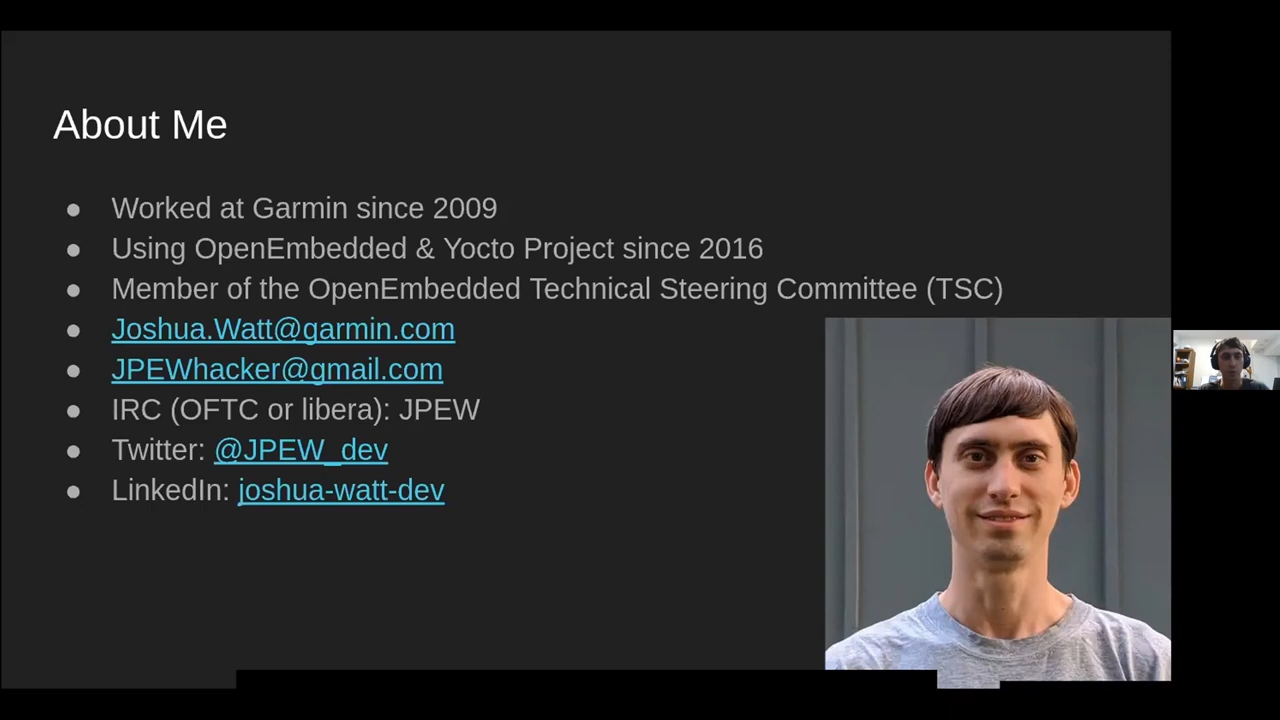 About Me
● Worked at Garmin since 2009
● Using OpenEmbedded & Yocto Project since 2016
● Member of the OpenEmbedded Technical Steering Committee (TSC)
● Joshua.Watt@garmin.com
● JPEWhacker@gmail.com
● IRC (OFTC or libera): JPEW
● Twitter: @JPEW_dev
● LinkedIn: joshua-watt-dev